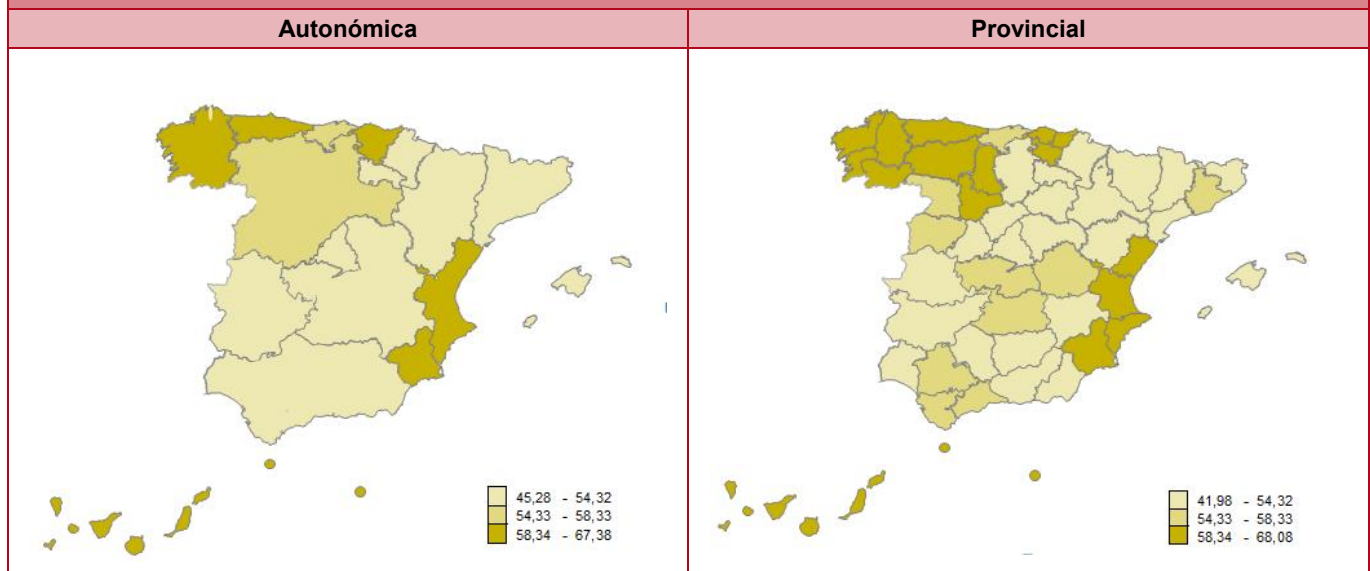 Autonómica
Provincial
45,28 - 54,32
54,33 - 58,33
58,34 - 67,38
41,98 - 54,32
54,33 - 58,33
58,34 - 68,08